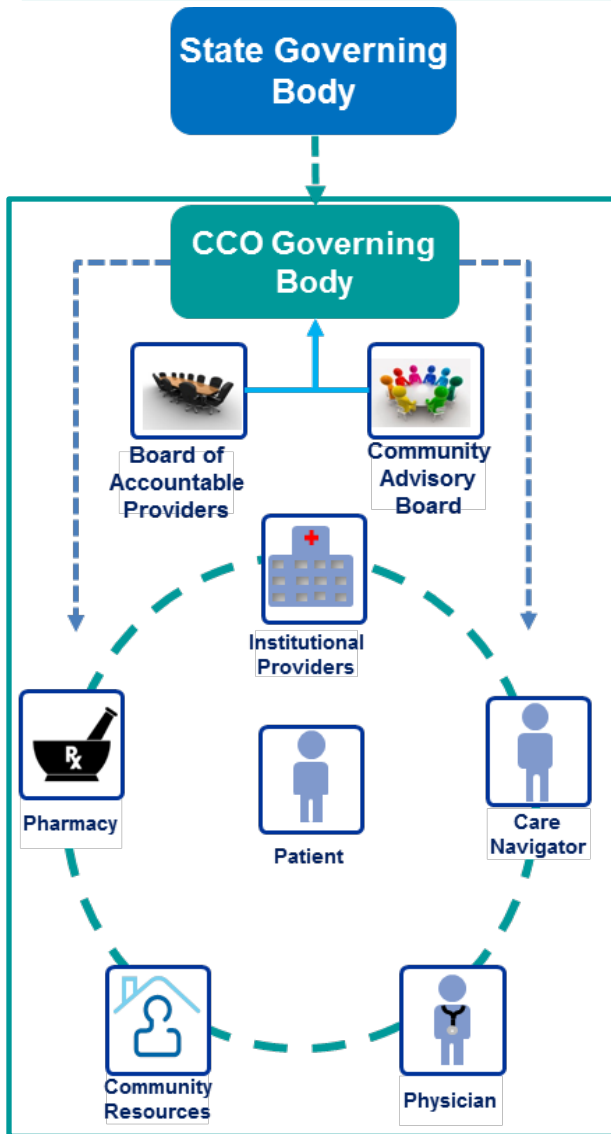 State Governing
Body
CCO Governing
Body
Board of
Accountable
Providers
Community
Advisory
Board
Institutional
Providers
Rx
Pharmacy
Patient
Care
Navigator
Community
Resources
Physician